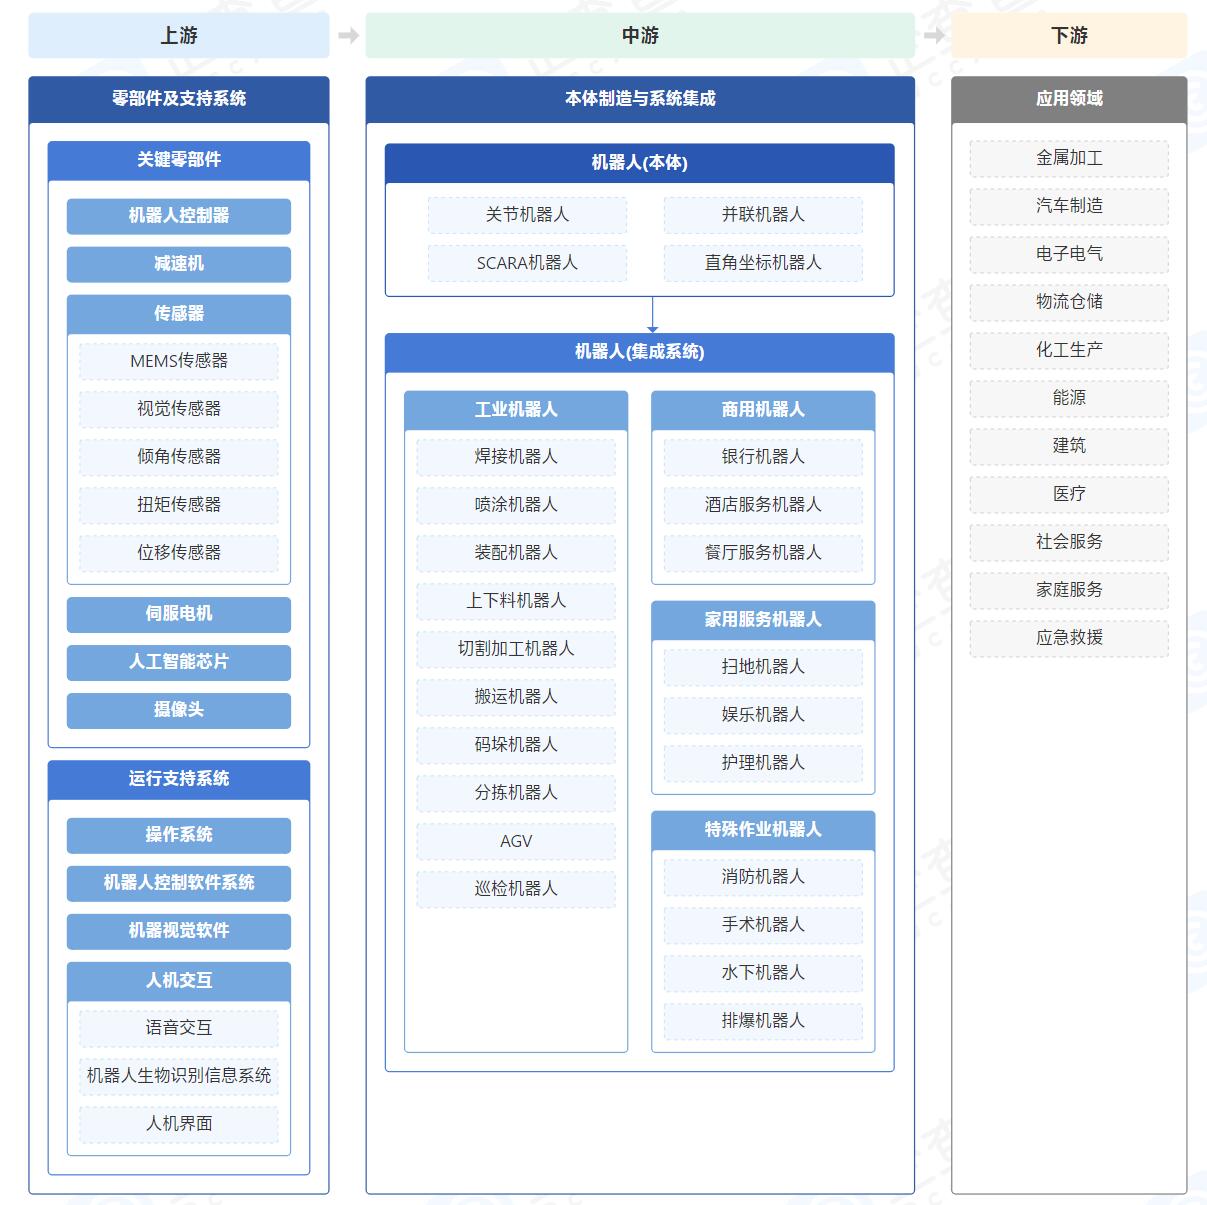 上游
中游
下游
零部件及支持系统
关键零部件
机器人控制器
减速机
传感器
MEMS传感器
视觉传感器
倾角传感器
扭矩传感器
位移传感器
伺服电机
人工智能芯片
摄像头
运行支持系统
操作系统
机器人控制软件系统
机器视觉软件
人机交互
语音交互
机器人生物识别信息系统
人机界面
本体制造与系统集成
机器人(本体)
关节机器人
并联机器人
SCARA机器人
直角坐标机器人
机器人(集成系统)
工业机器人
焊接机器人
喷涂机器人
装配机器人
上下料机器人
切割加工机器人
搬运机器人
码垛机器人
分拣机器人
AGV
巡检机器人
商用机器人
银行机器人
酒店服务机器人
餐厅服务机器人
家用服务机器人
扫地机器人
娱乐机器人
护理机器人
特殊作业机器人
消防机器人
手术机器人
水下机器人
排爆机器人
应用领域
金属加工
汽车制造
电子电气
物流仓储
化工生产
能源
建筑
医疗
社会服务
家庭服务
应急救援